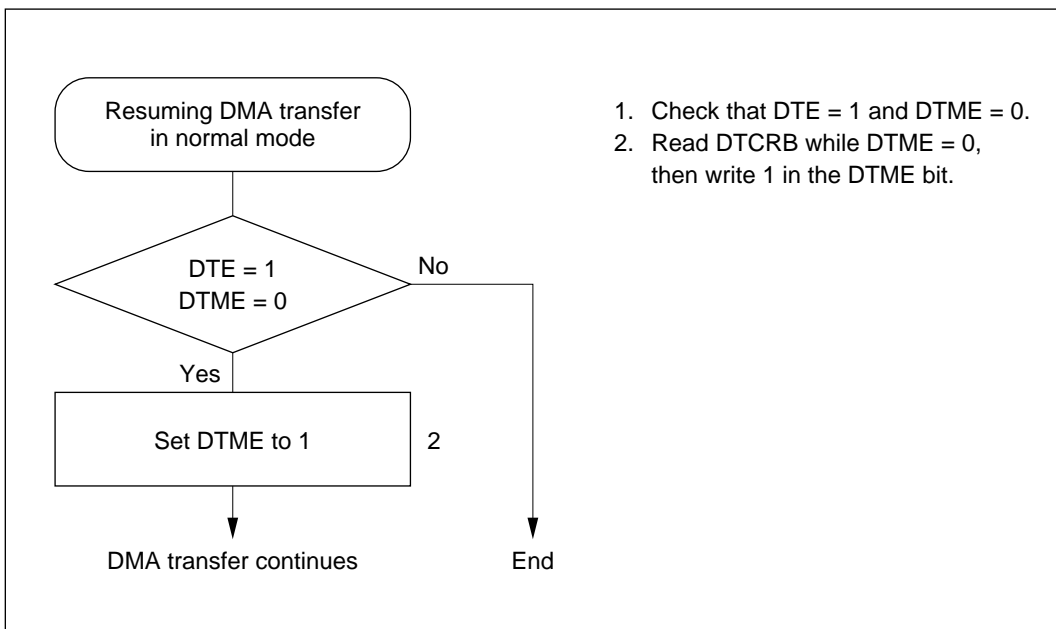 Resuming DMA transfer
in normal mode
1. Check that DTE = 1 and DTME = 0.
2. Read DTCRB while DTME = 0,
then write 1 in the DTME bit.
DTE = 1
DTME = 0
No
Yes
Set DTME to 1
2
DMA transfer continues
End